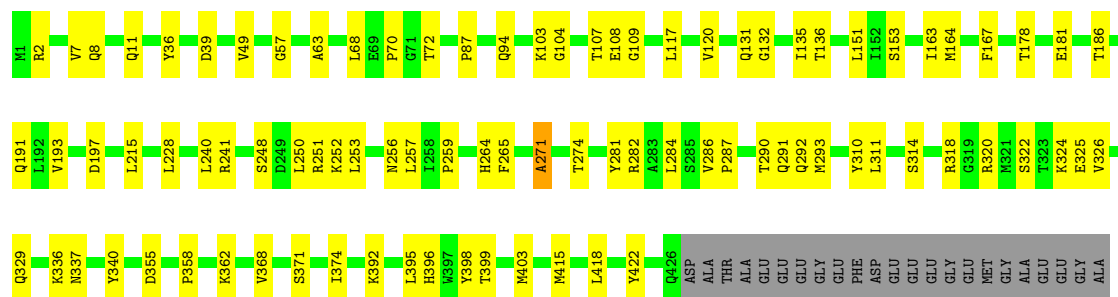 M1 R2 V7 Q8 Q11 Y36 D39 V49 G57 A63 L68 E69 P70 G71 T72 P87 Q94 K103 G104 T107 E108 G109 L117 V120 Q131 G132 I135 T136 L151 I152 S153 I163 M164 F167 T178 E181 T186
Q191 L192 V193 D197 L215 L228 L240 R241 S248 D249 L250 R251 K252 L253 N256 L257 I258 P259 H264 F265 A271 T274 Y281 R282 A283 L284 S285 V286 P287 T290 Q291 Q292 M293 Y310 L311 S314 R318 G319 R320 M321 S322 T323 K324 E325 V326
Q329 K336 N337 Y340 D355 P358 K362 V368 S371 I374 K392 L395 H396 W397 Y398 T399 M403 M415 L418 Y422 Q426 ASP ALA THR ALA GLU GLU GLU GLY GLU PHE ASP GLU GLU GLU GLY GLU MET GLY ALA GLU GLU GLY ALA